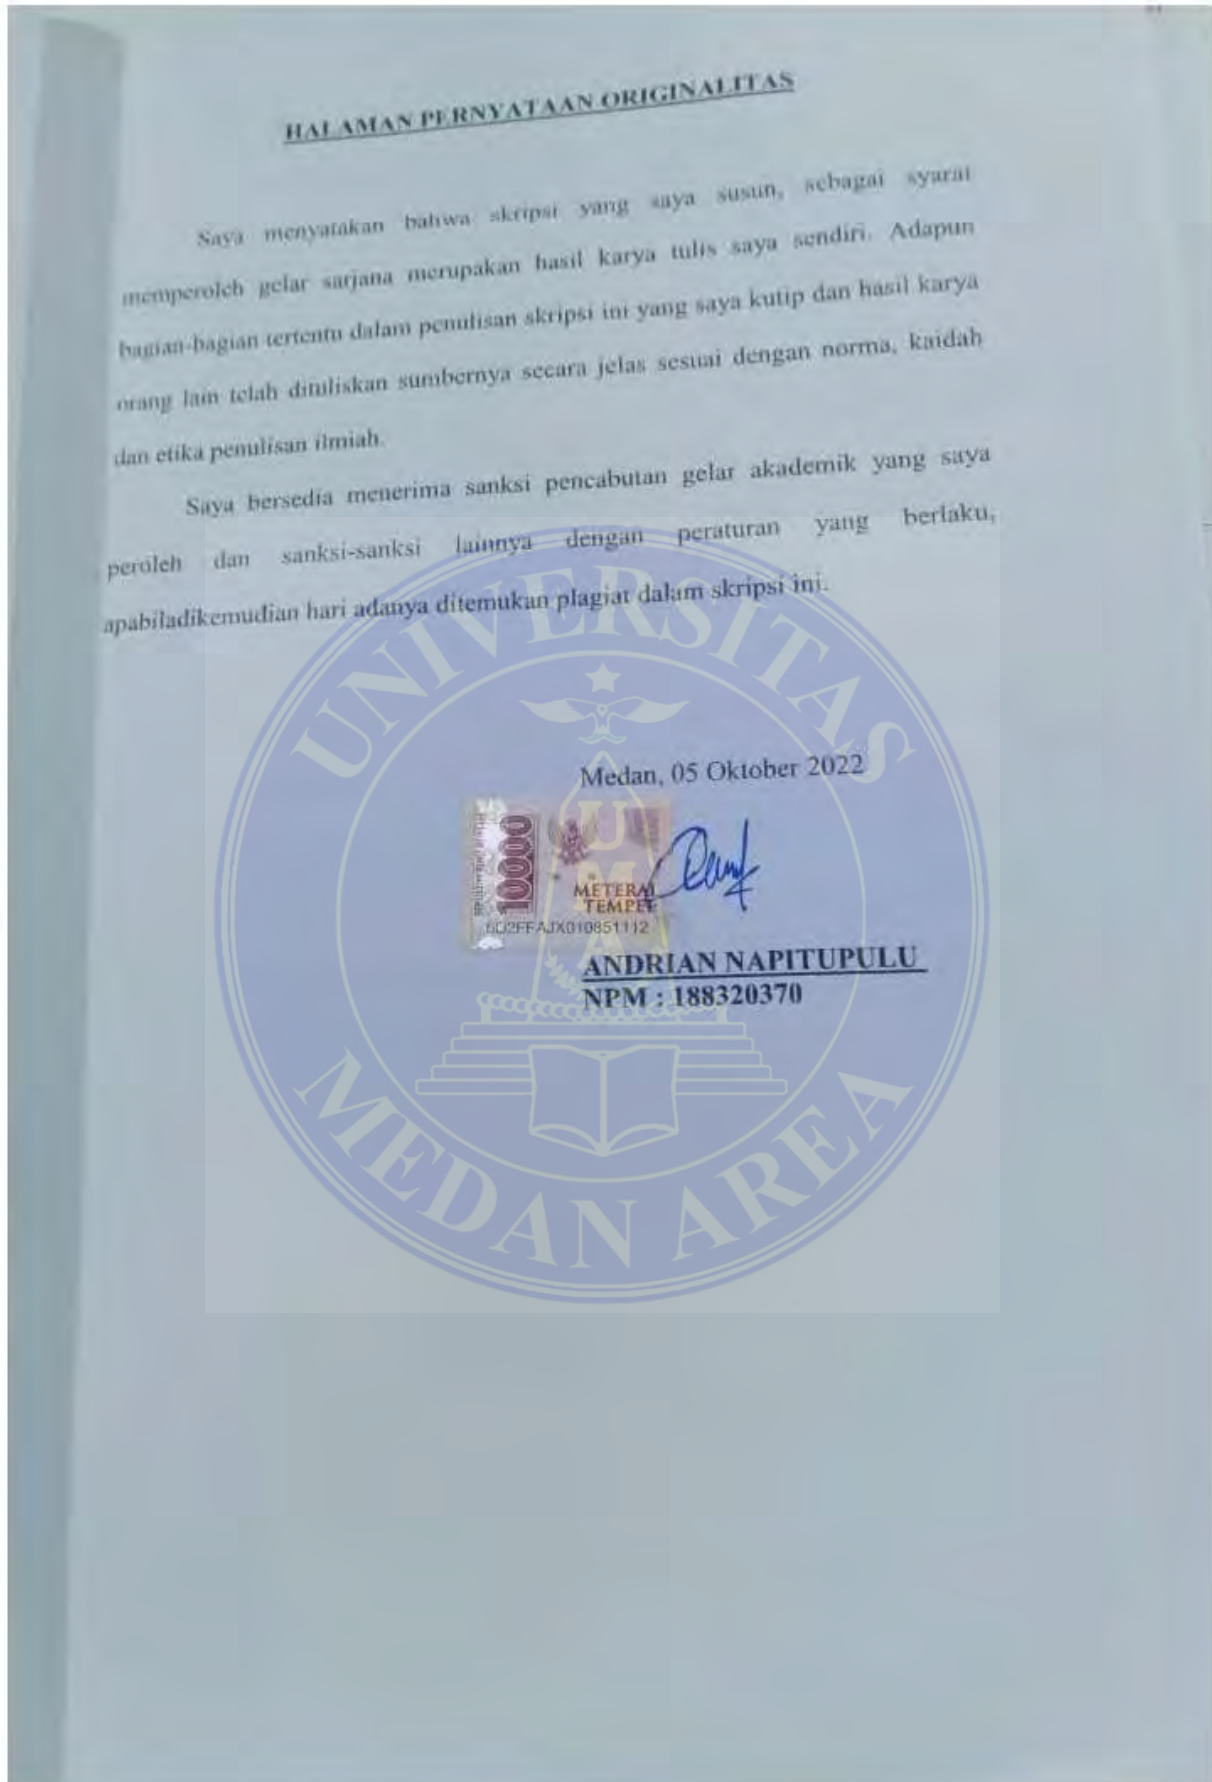 HALAMAN PERNYATAAN ORIGINALITAS
Saya menyatakan bahwa skripsi yang saya susun, sebagai syarat
memperoleh gelar sarjana merupakan hasil karya tulis saya sendiri. Adapun
bagian-bagian tertentu dalam penulisan skripsi ini yang saya kutip dan hasil karya
orang lain telah dituliskan sumbernya secara jelas sesuai dengan norma, kaidah
dan etika penulisan ilmiah.
Saya bersedia menerima sanksi pencabutan gelar akademik yang saya
peroleh dan sanksi-sanksi lainnya dengan peraturan yang berlaku,
apabiladikemudian hari adanya ditemukan plagiat dalam skripsi ini.
UNIVERSITAS
Medan, 05 Oktober 2022
UMA
10000
METERAI
TEMPEL
ANDRIAN NAPITUPULU
NPM : 188320370
MEDAN AREA